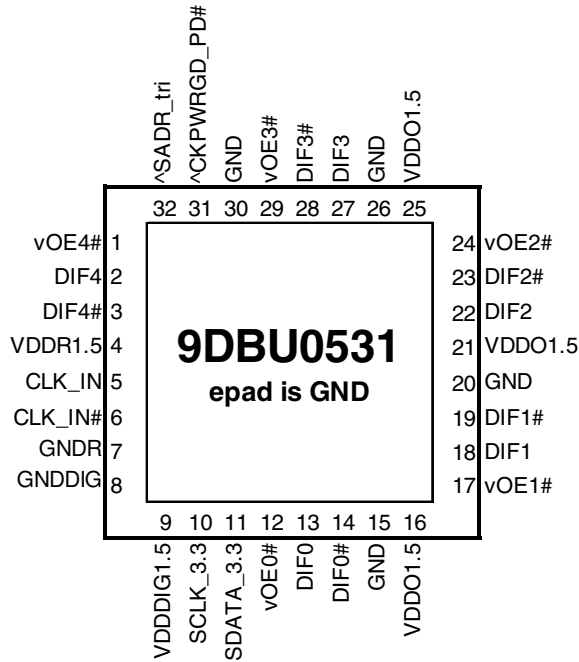 ^SADR_tri
^CKPWRGD_PD#
GND
vOE3#
DIF3#
DIF3
GND
VDDO1.5
32 31 30 29 28 27 26 25
vOE4# 1
DIF4 2
DIF4# 3
VDDR1.5 4
CLK_IN 5
CLK_IN# 6
GNDR 7
GNDDIG 8
9DBU0531
epad is GND
24 vOE2#
23 DIF2#
22 DIF2
21 VDDO1.5
20 GND
19 DIF1#
18 DIF1
17 vOE1#
9 10 11 12 13 14 15 16
VDDDIG1.5
SCLK_3.3
SDATA_3.3
vOE0#
DIF0
DIF0#
GND
VDDO1.5